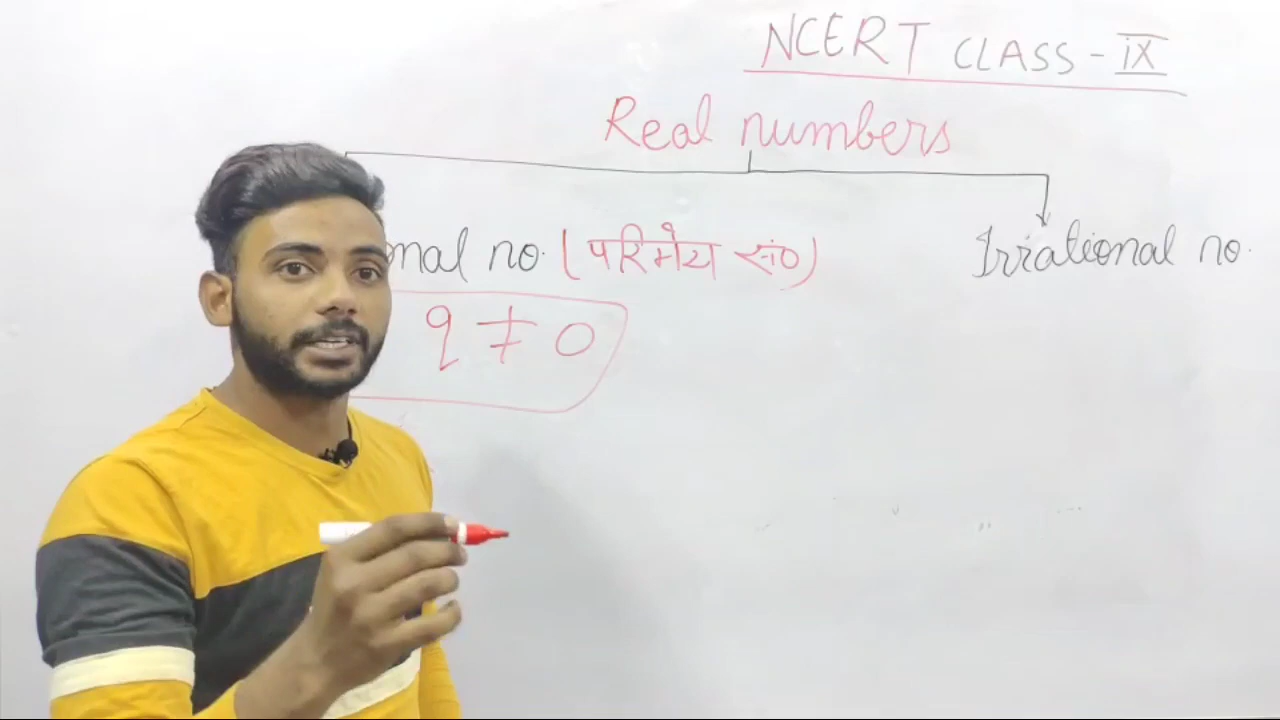 NCERT CLASS - IX
Real numbers
onal no. (परिमेय सं०)
Irrational no.
q ≠ 0